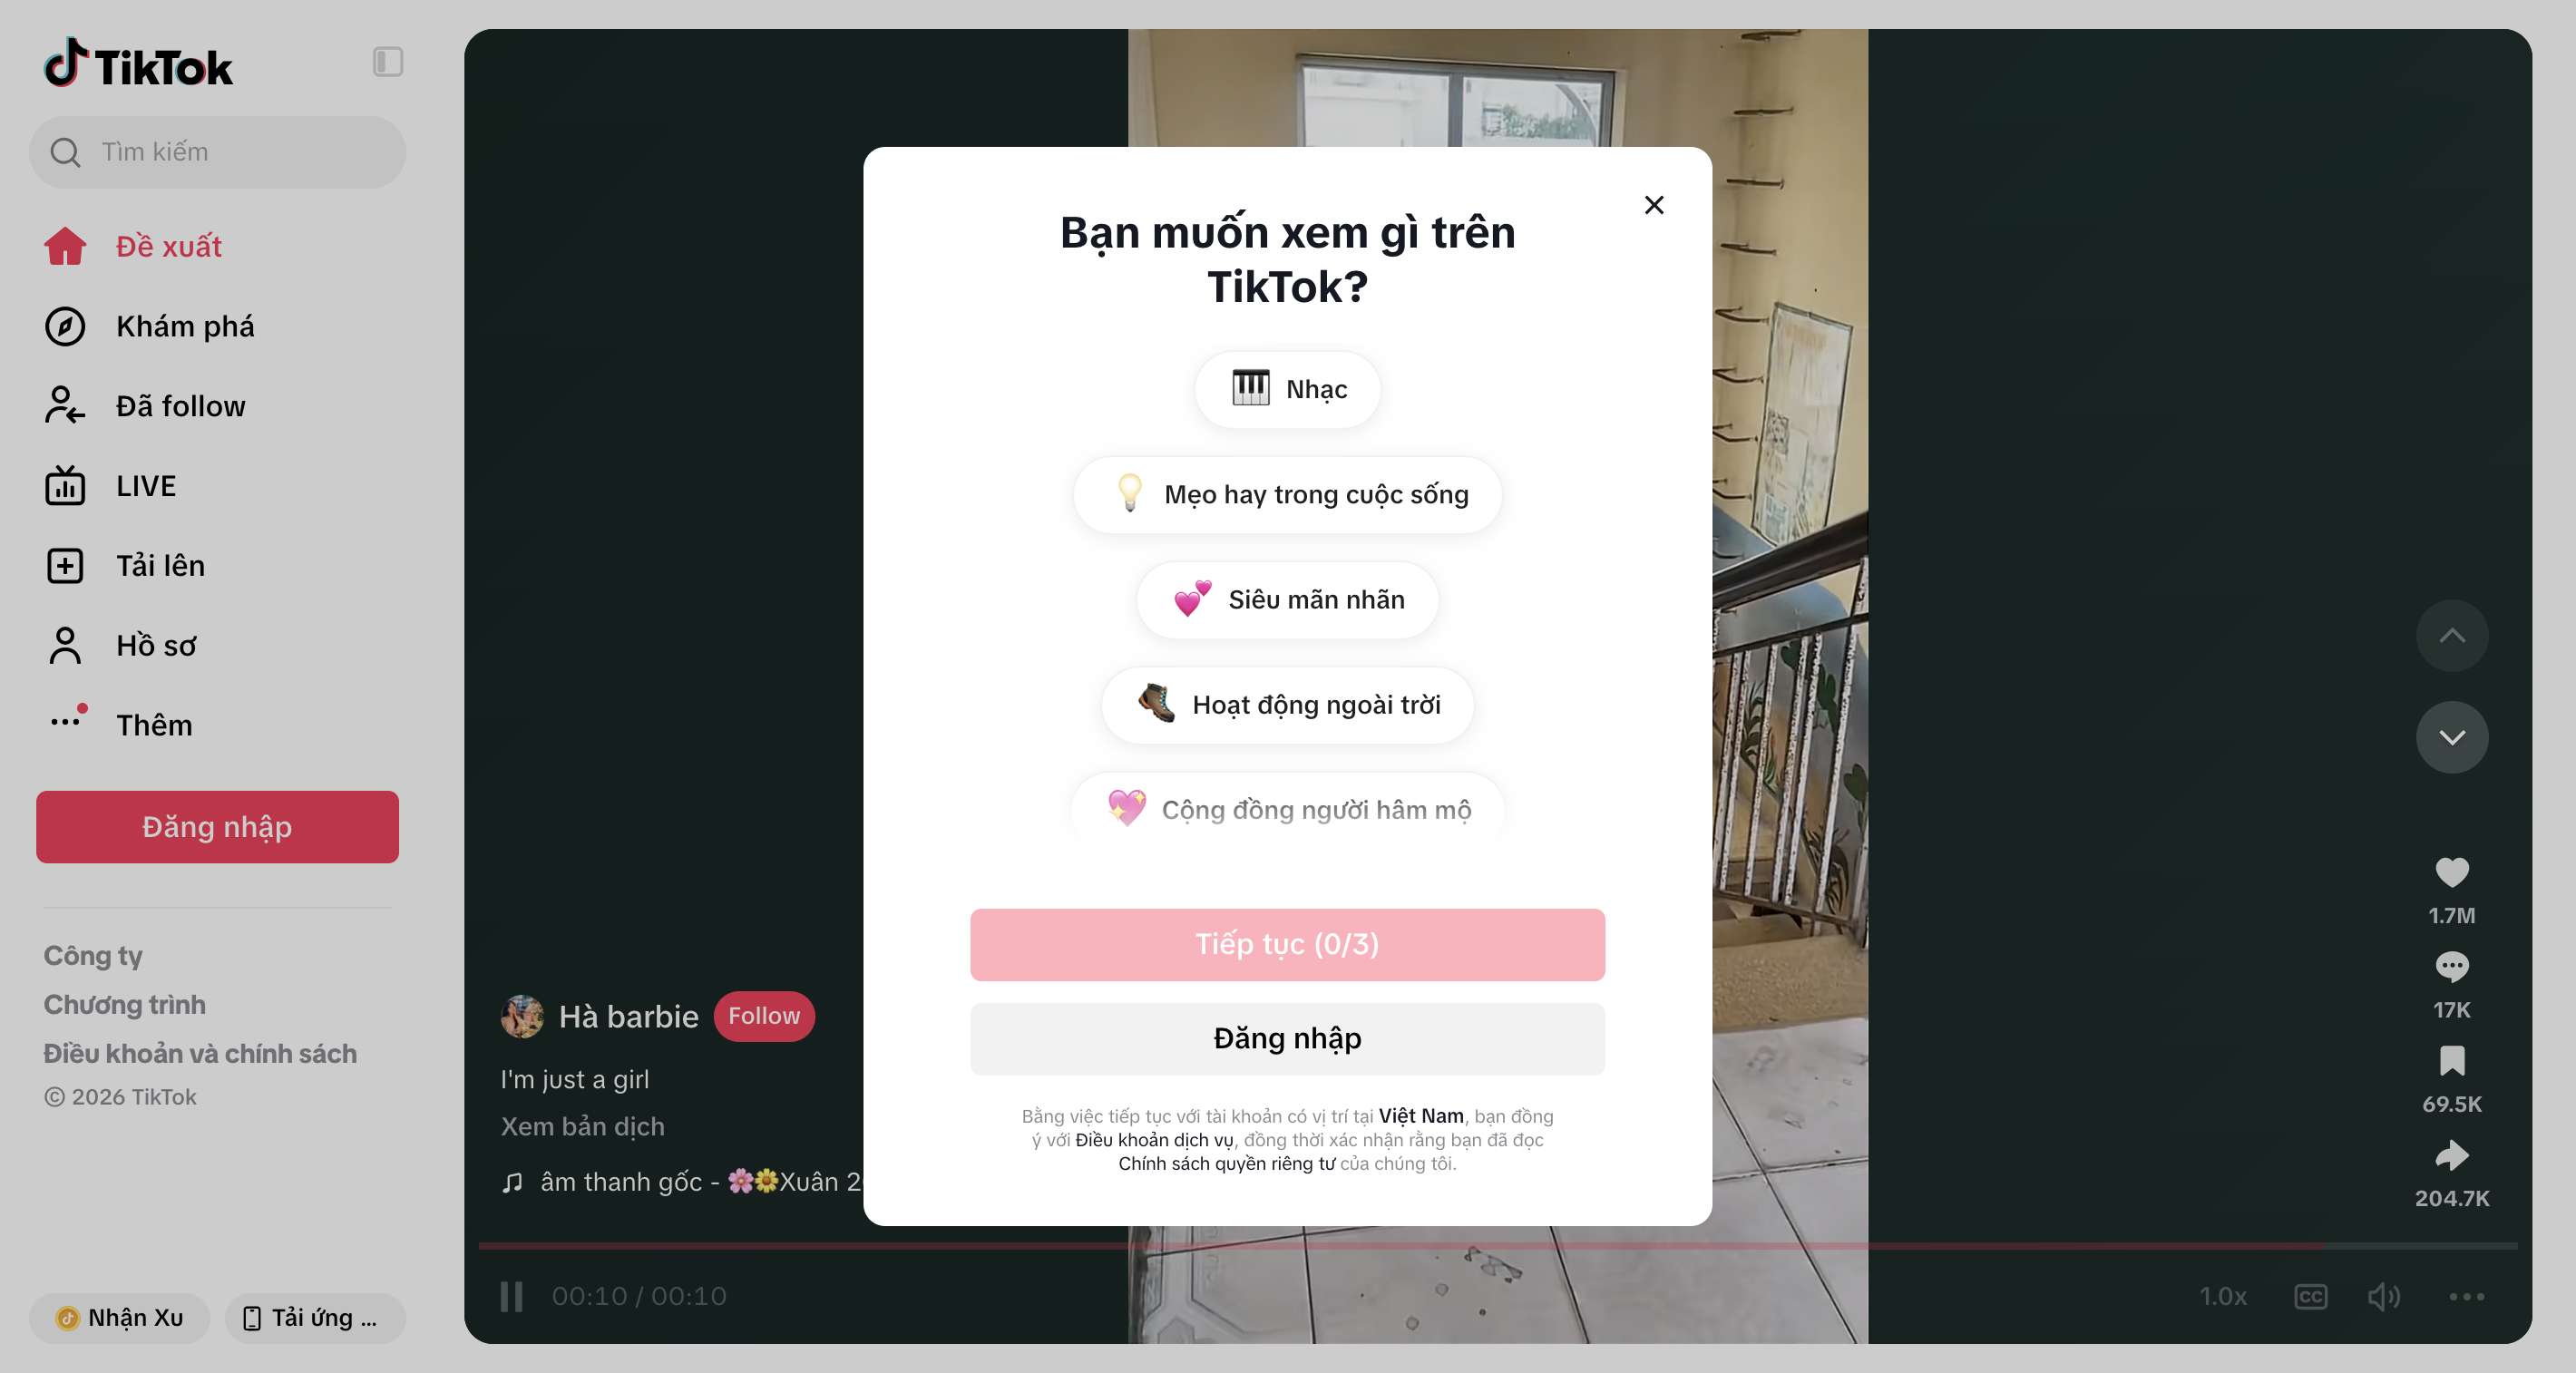 TikTok
Tìm kiếm
Đề xuất
Khám phá
Đã follow
LIVE
Tải lên
Hồ sơ
Thêm
Đăng nhập
Công ty
Chương trình
Điều khoản và chính sách
© 2026 TikTok
Nhận Xu
Tải ứng ...
Bạn muốn xem gì trên
TikTok?
Nhạc
Mẹo hay trong cuộc sống
Siêu mãn nhãn
Hoạt động ngoài trời
Cộng đồng người hâm mộ
Tiếp tục (0/3)
Đăng nhập
Bằng việc tiếp tục với tài khoản có vị trí tại Việt Nam, bạn đồng
ý với Điều khoản dịch vụ, đồng thời xác nhận rằng bạn đã đọc
Chính sách quyền riêng tư của chúng tôi.
Hà barbie
Follow
I'm just a girl
Xem bản dịch
âm thanh gốc - 🌸🌼Xuân 2
00:10 / 00:10
1.7M
17K
69.5K
204.7K
1.0x
CC